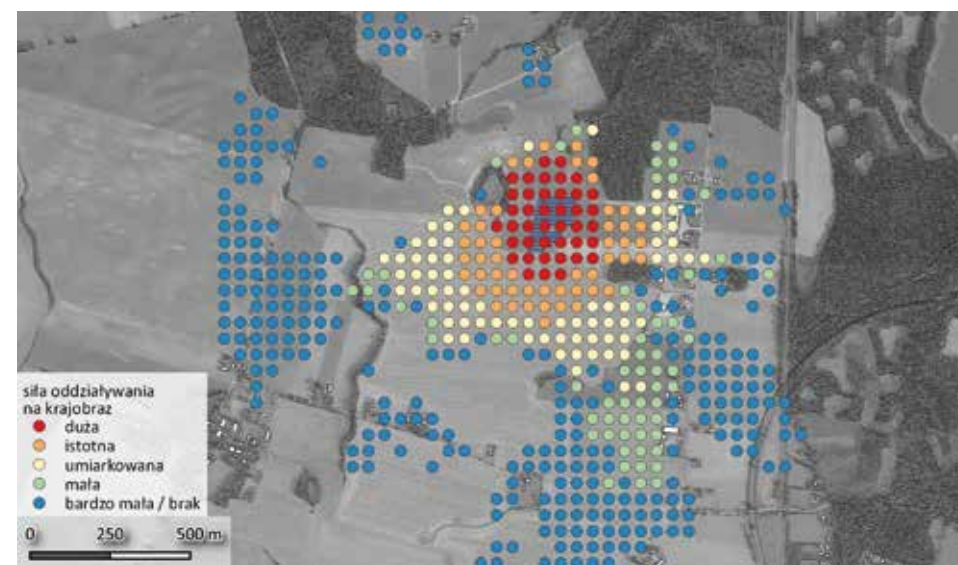 siła oddziaływania
na krajobraz
duża
istotna
umiarkowana
mała
bardzo mała / brak
0 250 500 m